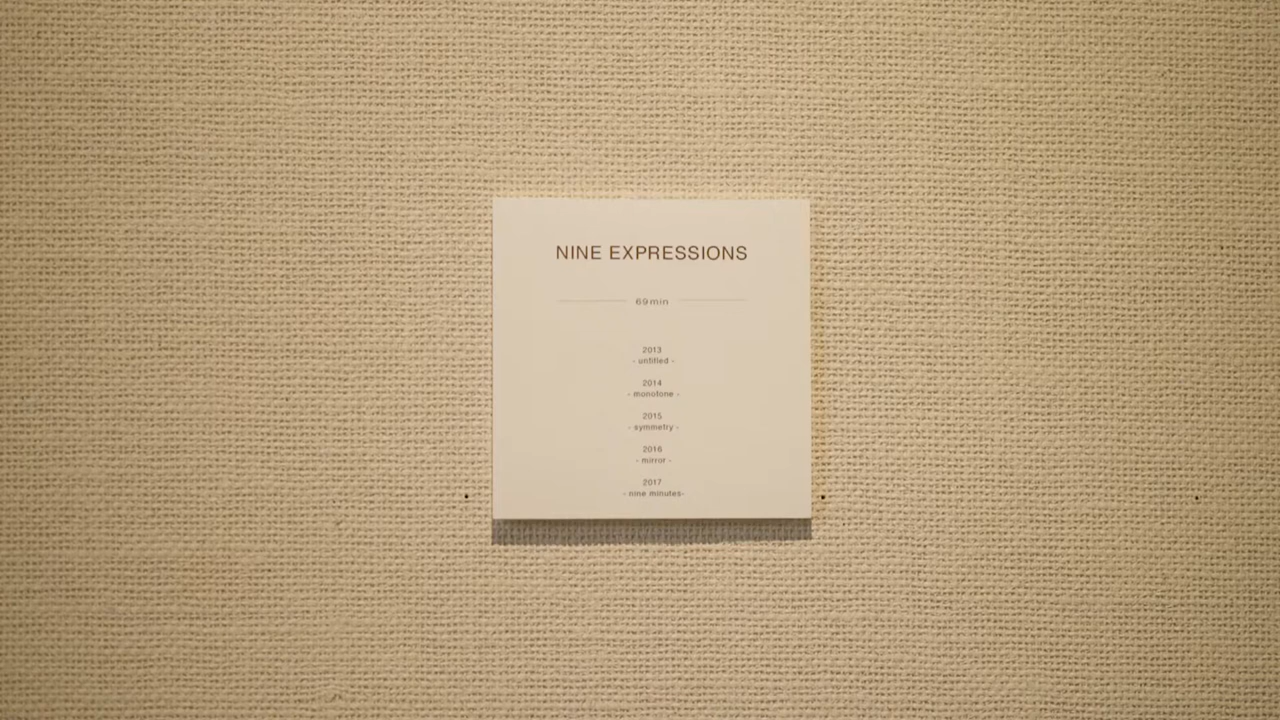 NINE EXPRESSIONS
69min
2013
- untitled -
2014
- monotone -
2015
- symmetry -
2016
- mirror -
2017
- nine minutes-